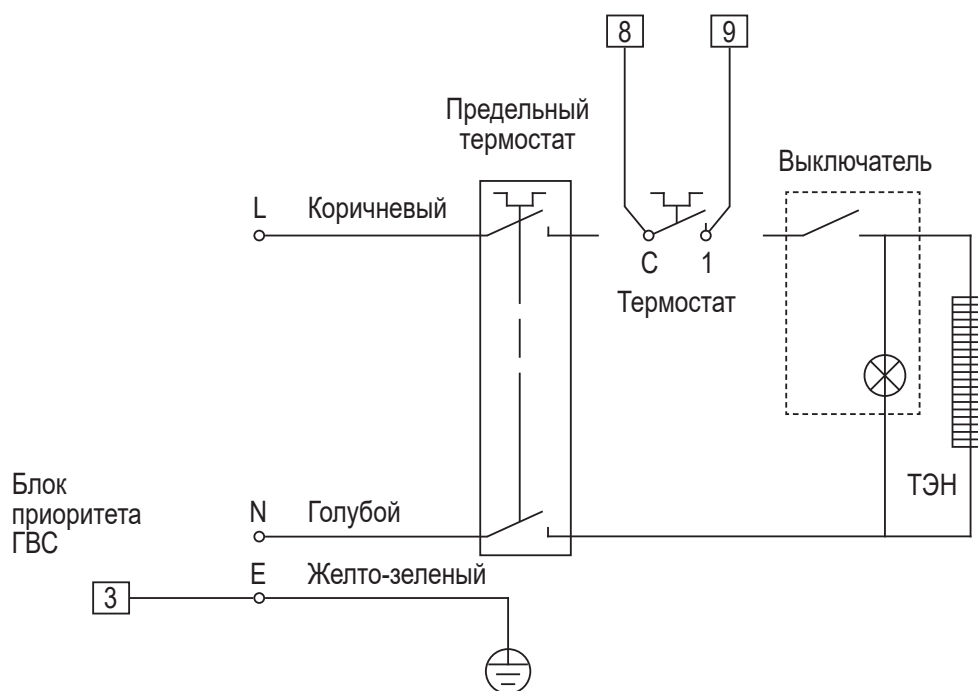 8
9
Предельный
термостат
Выключатель
L
Коричневый
С
1
Термостат
ТЭН
Блок
приоритета
ГВС
N
Голубой
E
Желто-зеленый
3